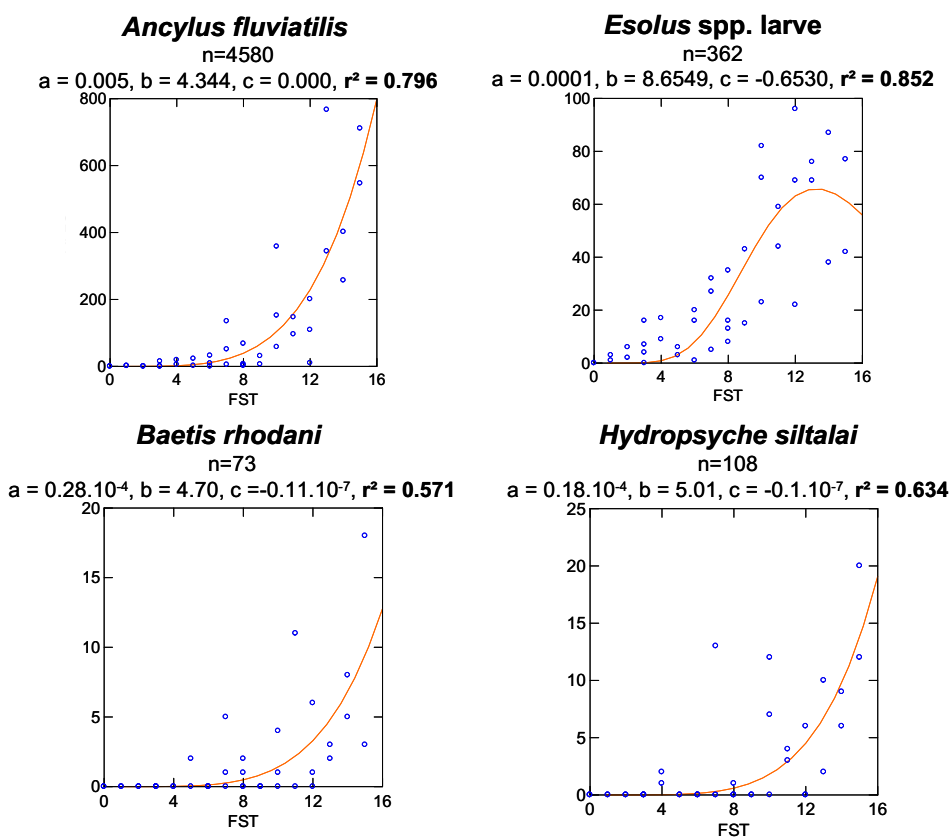 Ancylus fluviatilis
n=4580
a = 0.005, b = 4.344, c = 0.000, r² = 0.796
800
600
400
200
0
0 4 8 12 16
FST
Esolus spp. larve
n=362
a = 0.0001, b = 8.6549, c = -0.6530, r² = 0.852
100
80
60
40
20
0
0 4 8 12 16
FST
Baetis rhodani
n=73
a = 0.28.10⁻⁴, b = 4.70, c =-0.11.10⁻⁷, r² = 0.571
20
15
10
5
0
0 4 8 12 16
FST
Hydropsyche siltalai
n=108
a = 0.18.10⁻⁴, b = 5.01, c = -0.1.10⁻⁷, r² = 0.634
25
20
15
10
5
0
0 4 8 12 16
FST